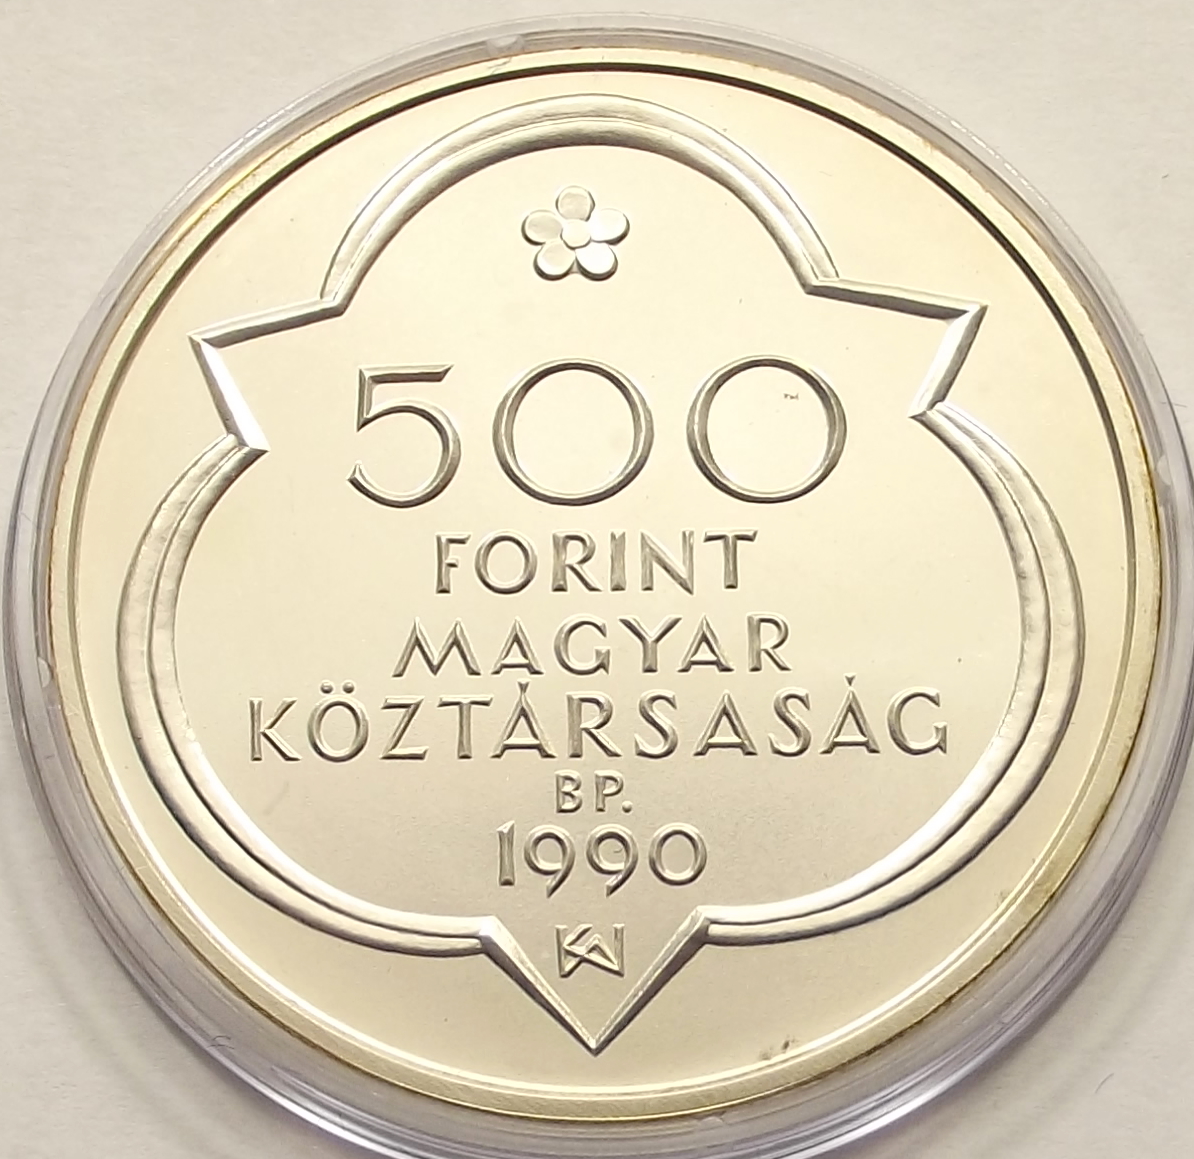 500
FORINT
MAGYAR
KÖZTÁRSASÁG
BP.
1990